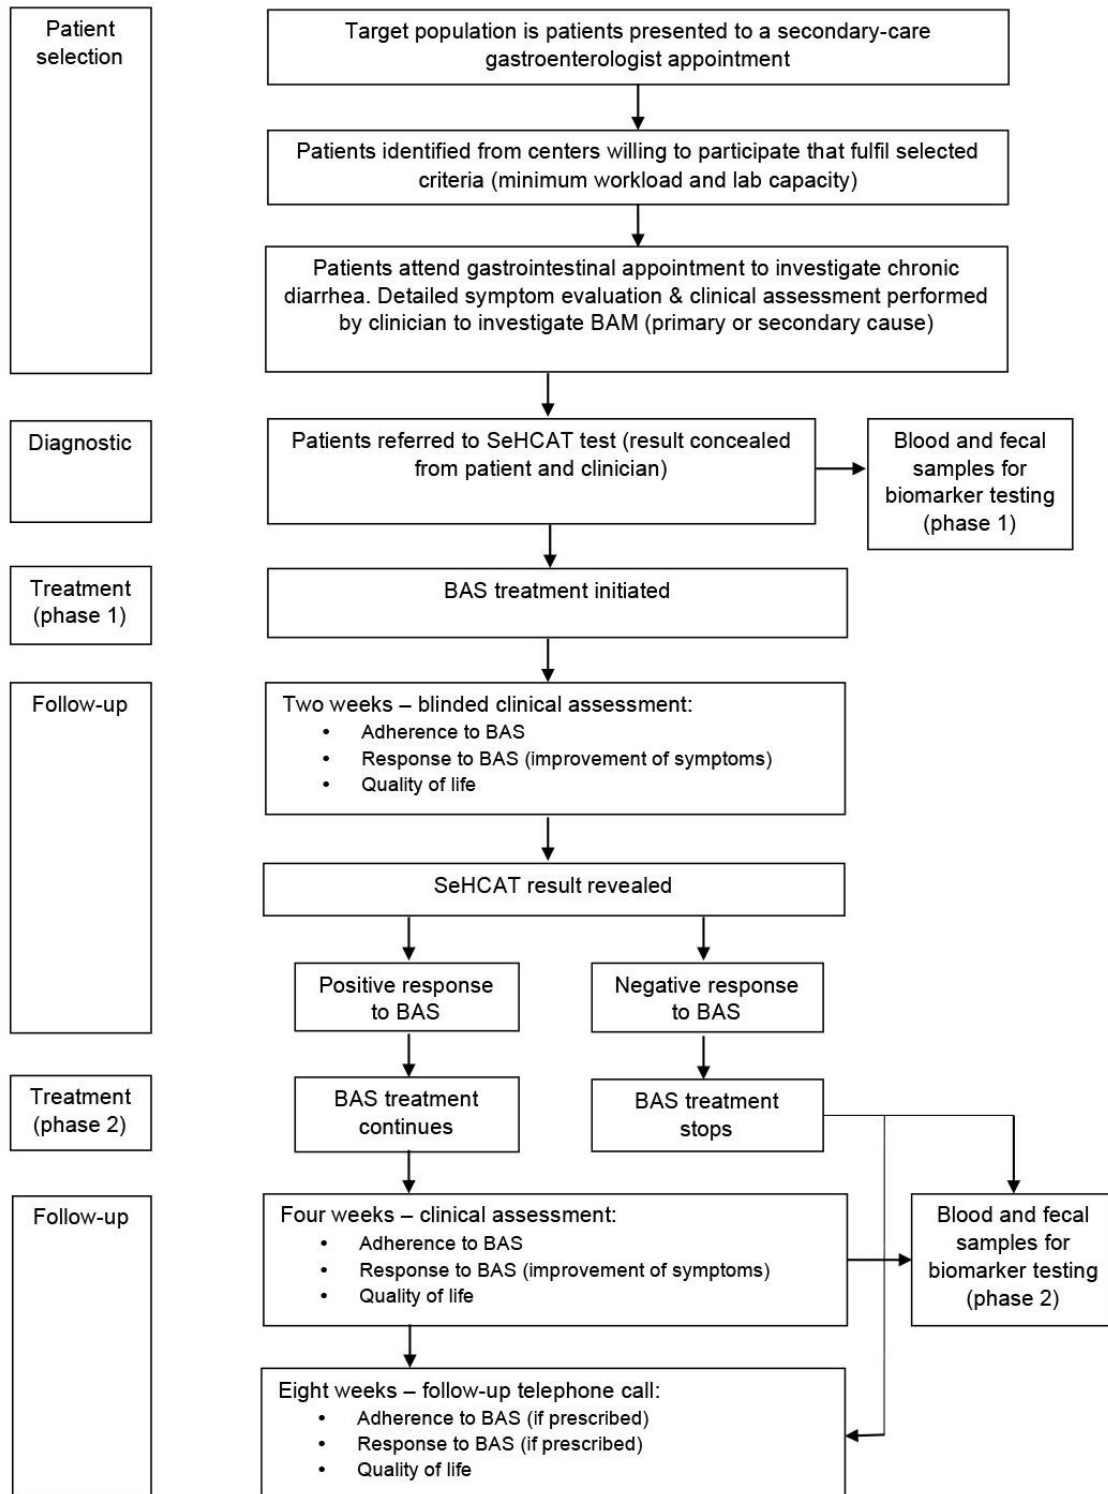 Patient
selection
Target population is patients presented to a secondary-care
gastroenterologist appointment
Patients identified from centers willing to participate that fulfil selected
criteria (minimum workload and lab capacity)
Patients attend gastrointestinal appointment to investigate chronic
diarrhea. Detailed symptom evaluation & clinical assessment performed
by clinician to investigate BAM (primary or secondary cause)
Diagnostic
Patients referred to SeHCAT test (result concealed
from patient and clinician)
Blood and fecal
samples for
biomarker testing
(phase 1)
Treatment
(phase 1)
BAS treatment initiated
Follow-up
Two weeks – blinded clinical assessment:
• Adherence to BAS
• Response to BAS (improvement of symptoms)
• Quality of life
SeHCAT result revealed
Positive response
to BAS
Negative response
to BAS
Treatment
(phase 2)
BAS treatment
continues
BAS treatment
stops
Follow-up
Four weeks – clinical assessment:
• Adherence to BAS
• Response to BAS (improvement of symptoms)
• Quality of life
Blood and fecal
samples for
biomarker testing
(phase 2)
Eight weeks – follow-up telephone call:
• Adherence to BAS (if prescribed)
• Response to BAS (if prescribed)
• Quality of life